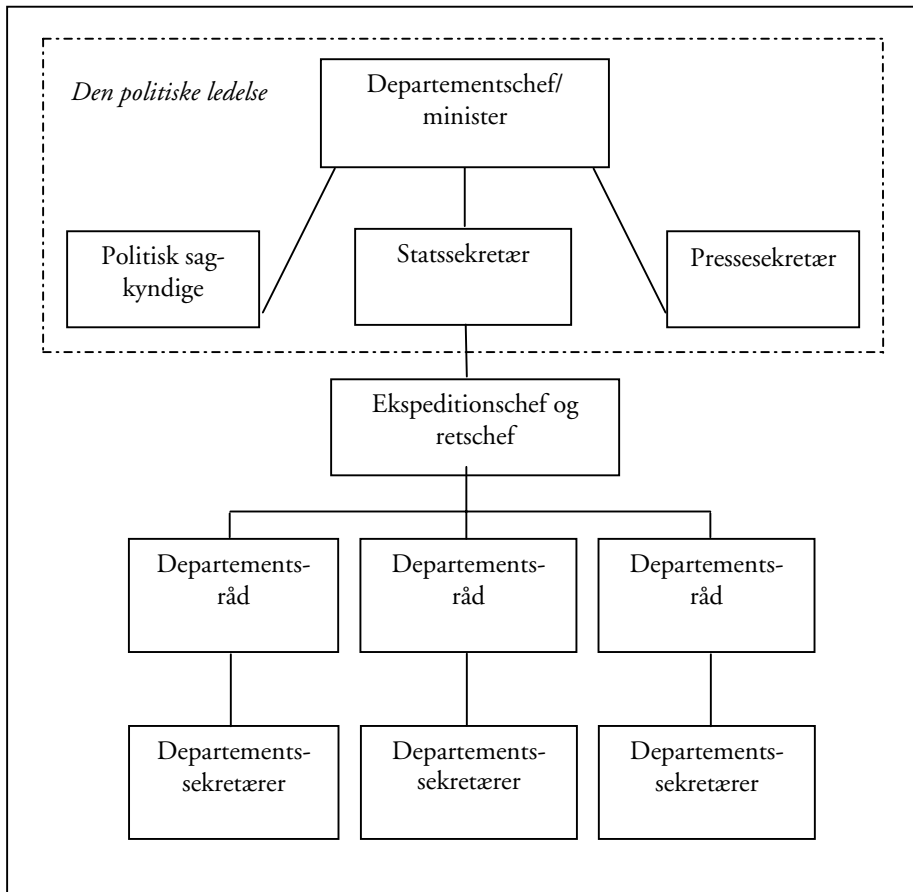 Den politiske ledelse
Departementschef/
minister
Politisk sag-
kyndige
Statssekretær
Pressesekretær
Ekspeditionschef og
retschef
Departements-
råd
Departements-
råd
Departements-
råd
Departements-
sekretærer
Departements-
sekretærer
Departements-
sekretærer